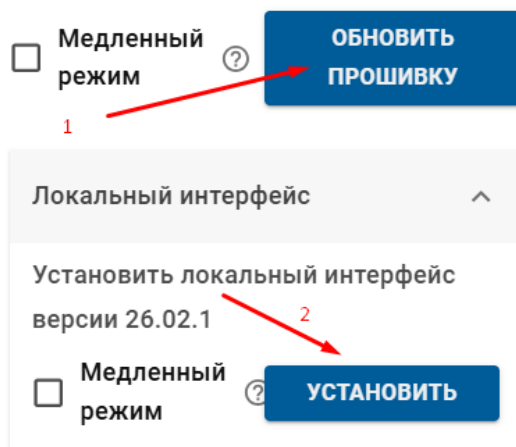 Медленный
режим
?
ОБНОВИТЬ
ПРОШИВКУ
1
Локальный интерфейс
Установить локальный интерфейс
версии 26.02.1
2
Медленный
режим
?
УСТАНОВИТЬ